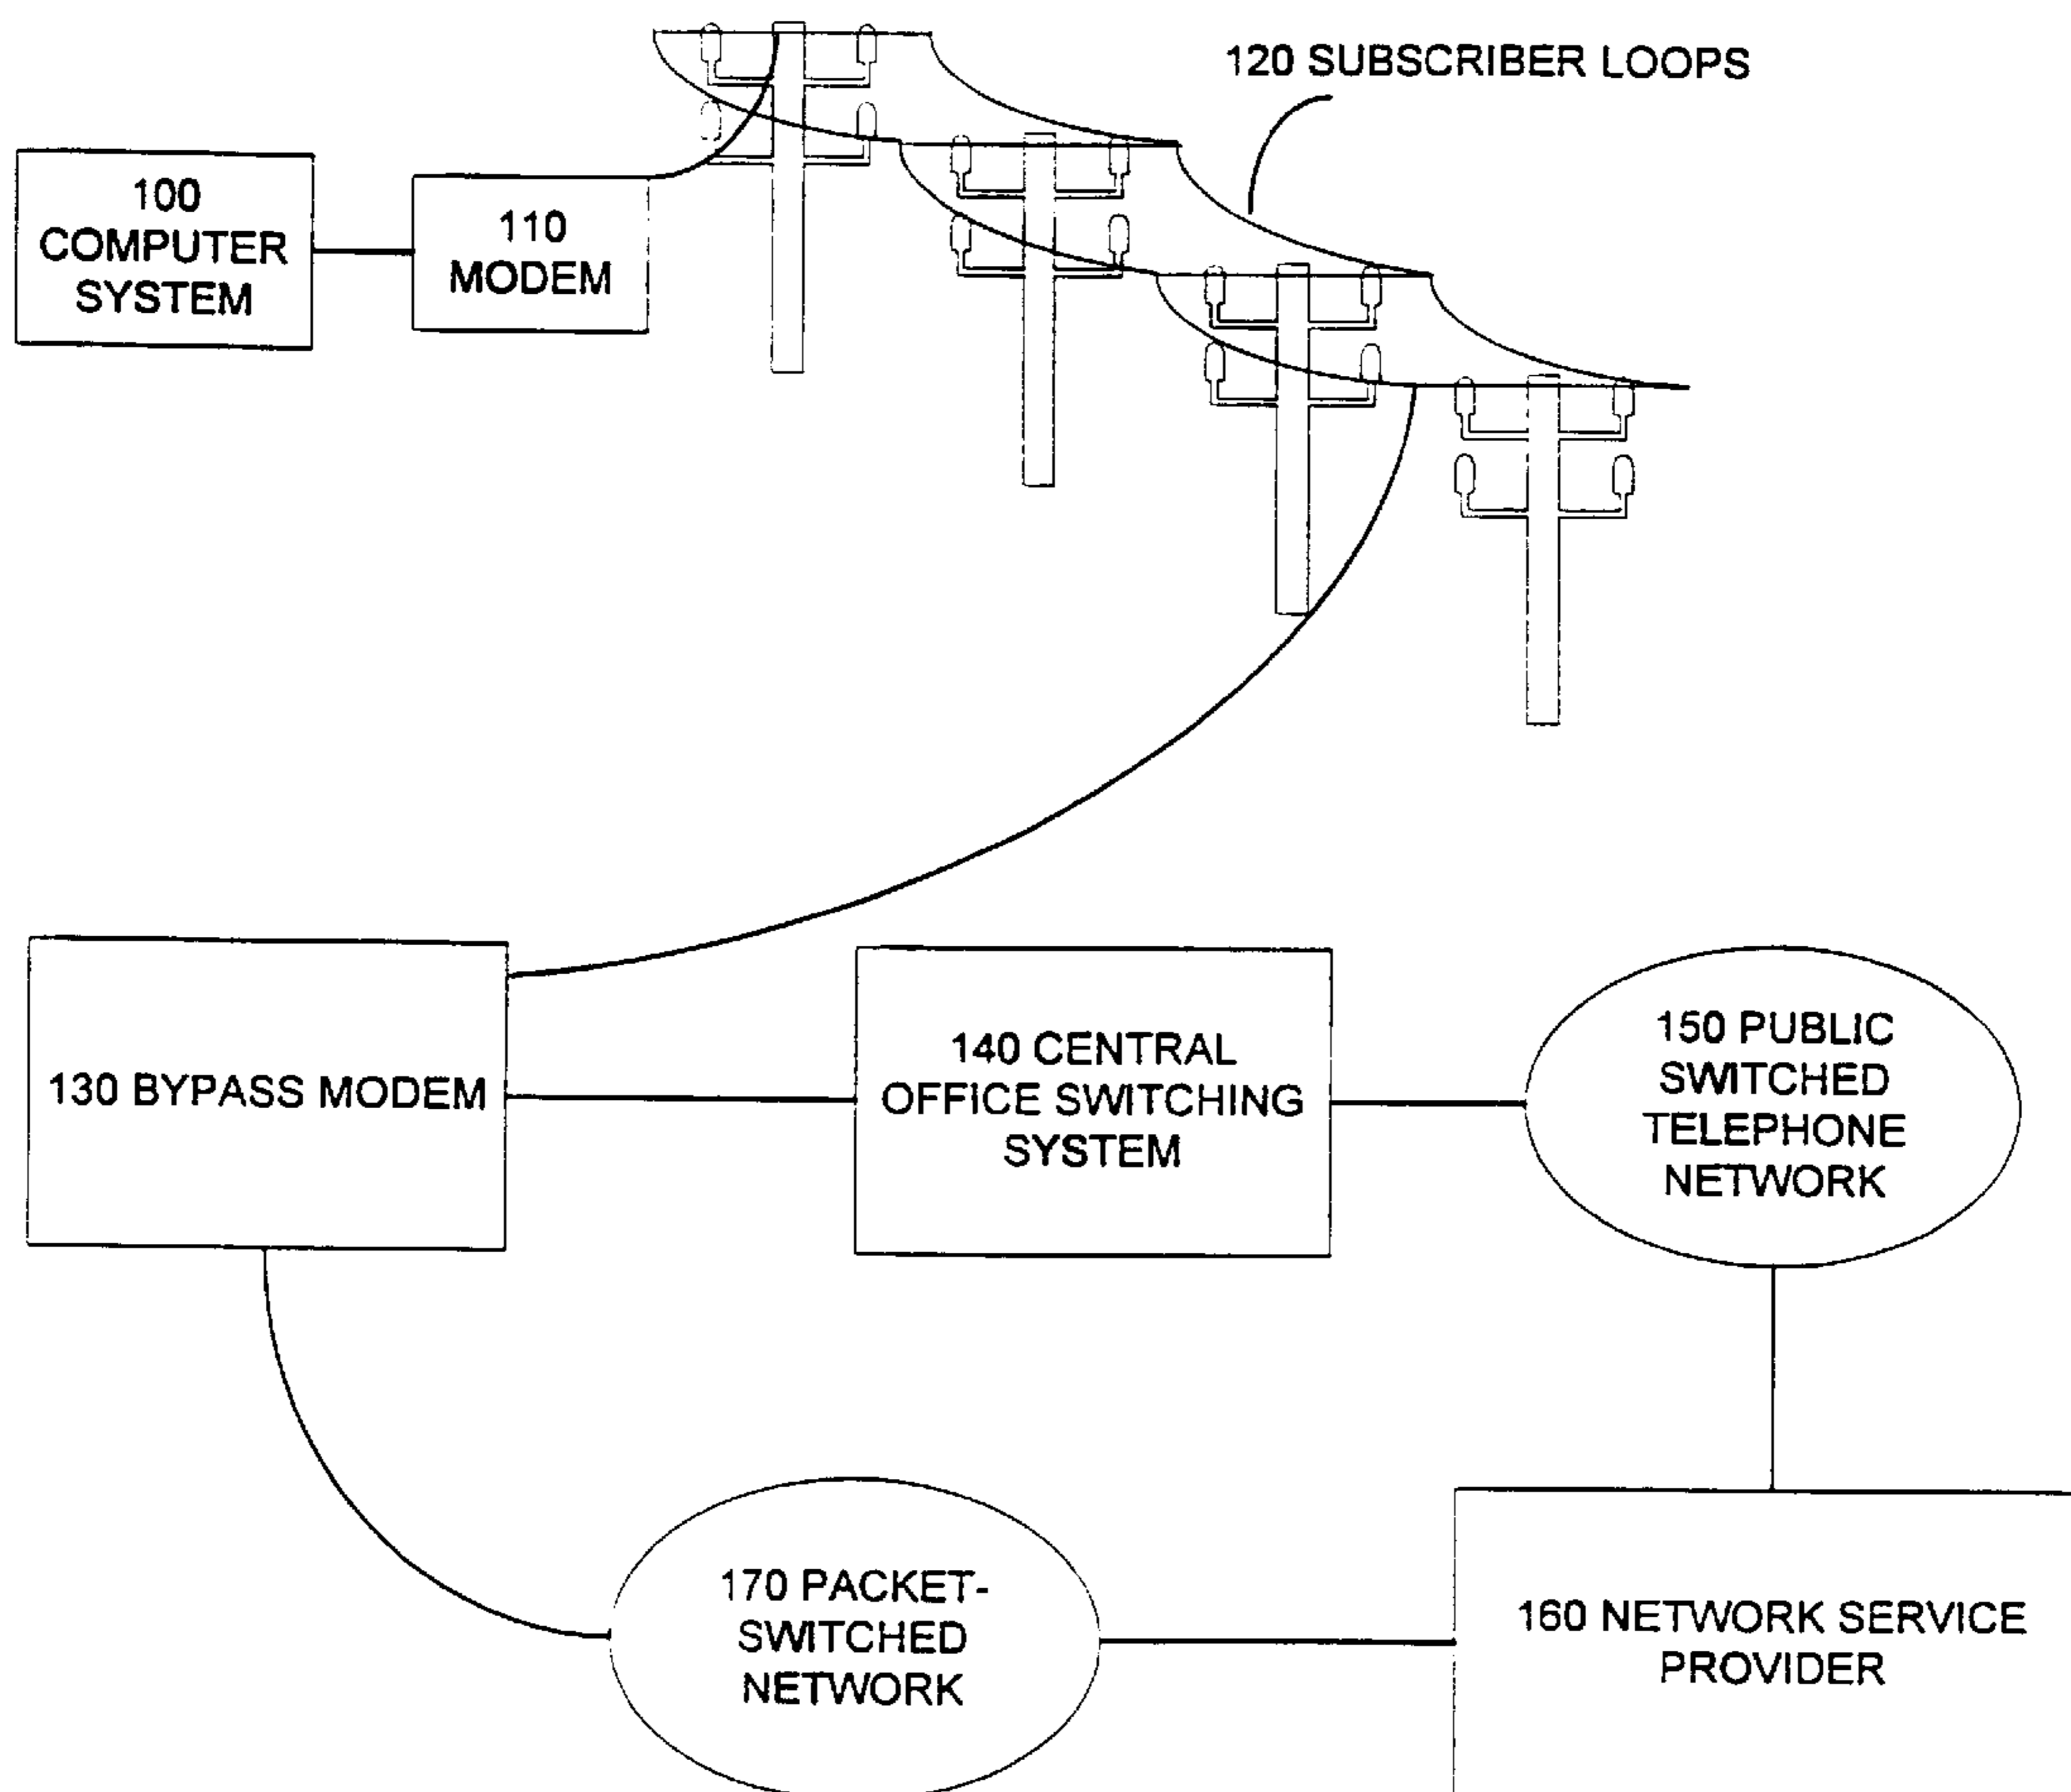 120 SUBSCRIBER LOOPS
100
COMPUTER
SYSTEM
110
MODEM
130 BYPASS MODEM
140 CENTRAL
OFFICE SWITCHING
SYSTEM
150 PUBLIC
SWITCHED
TELEPHONE
NETWORK
170 PACKET-
SWITCHED
NETWORK
160 NETWORK SERVICE
PROVIDER